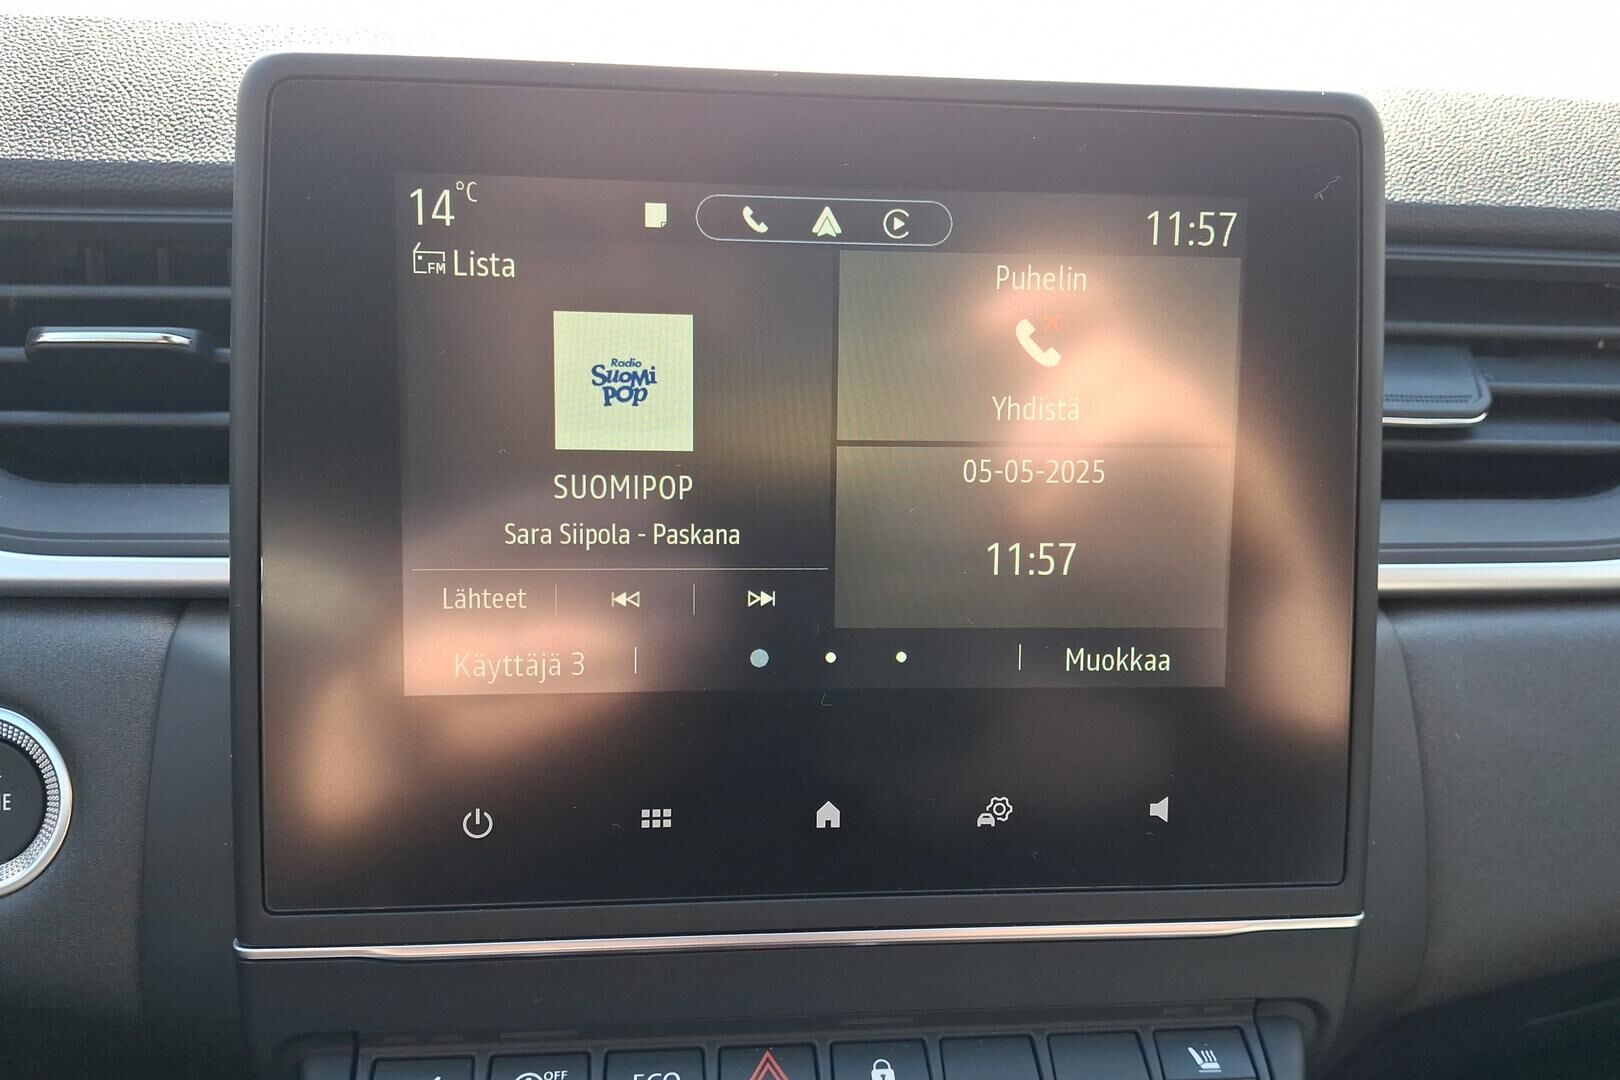 14°C
11:57
FM Lista
Radio
SuoMi
POP
SUOMIPOP
Sara Siipola - Paskana
Lähteet
Käyttäjä 3
Puhelin
Yhdistä
05-05-2025
11:57
Muokkaa
OFF
ECO